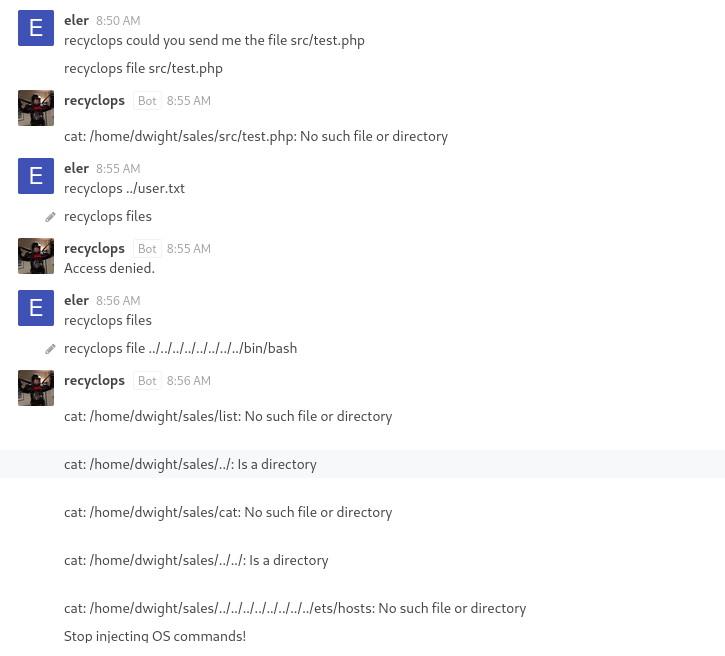 E
eler 8:50 AM
recyclops could you send me the file src/test.php
recyclops file src/test.php
recyclops Bot 8:55 AM
cat: /home/dwight/sales/src/test.php: No such file or directory
E
eler 8:55 AM
recyclops ../user.txt
recyclops files
recyclops Bot 8:55 AM
Access denied.
E
eler 8:56 AM
recyclops files
recyclops file ../../../../../../../../bin/bash
recyclops Bot 8:56 AM
cat: /home/dwight/sales/list: No such file or directory
cat: /home/dwight/sales/../: Is a directory
cat: /home/dwight/sales/cat: No such file or directory
cat: /home/dwight/sales/../../: Is a directory
cat: /home/dwight/sales/../../../../../../../../ets/hosts: No such file or directory
Stop injecting OS commands!